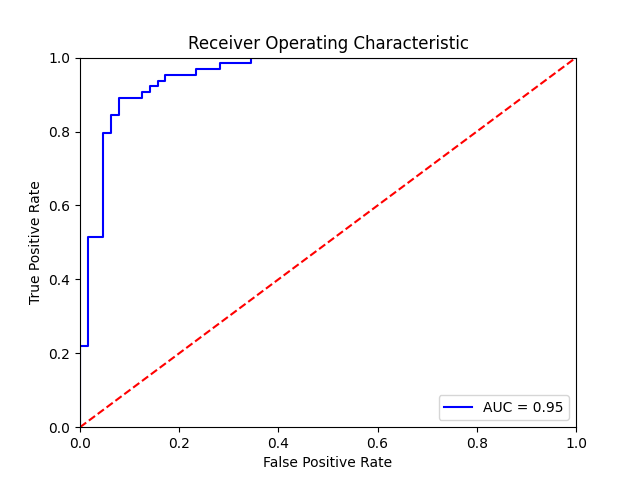 Receiver Operating Characteristic
1.0
0.8
0.6
0.4
0.2
0.0
True Positive Rate
AUC = 0.95
0.0 0.2 0.4 0.6 0.8 1.0
False Positive Rate